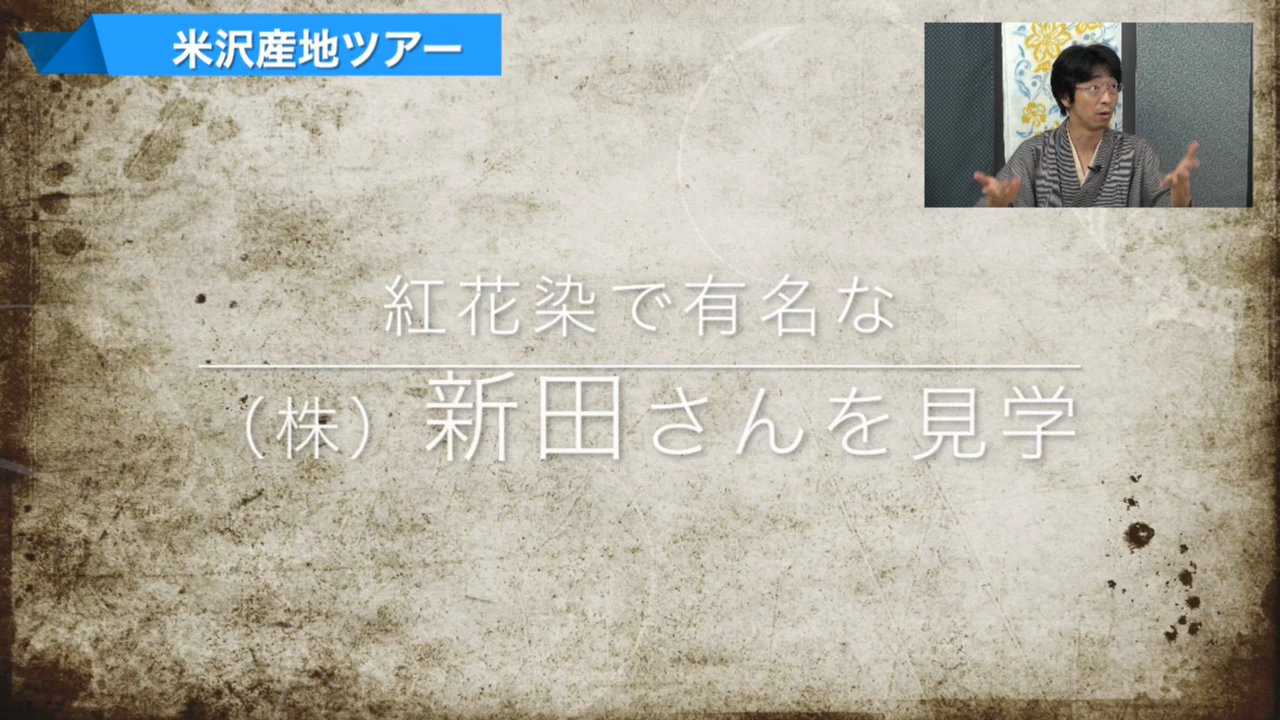 米沢産地ツアー
紅花染で有名な
（株）新田さんを見学